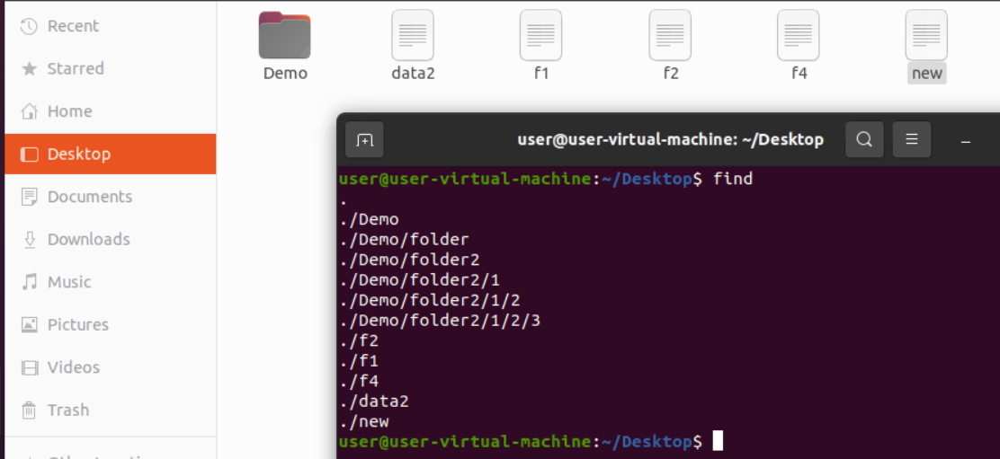 Recent
Starred
Home
Desktop
Documents
Downloads
Music
Pictures
Videos
Trash
Demo
data2
f1
f2
f4
new
user@user-virtual-machine: ~/Desktop
user@user-virtual-machine:~/Desktop$ find
.
./Demo
./Demo/folder
./Demo/folder2
./Demo/folder2/1
./Demo/folder2/1/2
./Demo/folder2/1/2/3
./f2
./f1
./f4
./data2
./new
user@user-virtual-machine:~/Desktop$